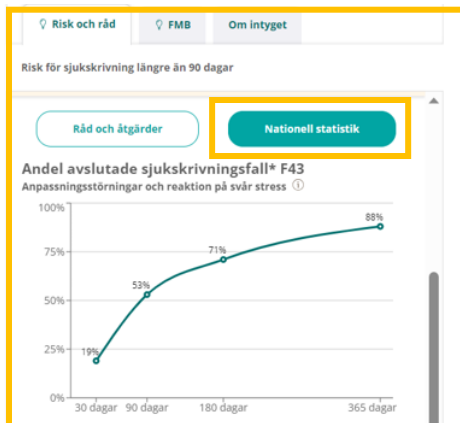 Risk och råd FMB Om intyget
Risk för sjukskrivning längre än 90 dagar
Råd och åtgärder Nationell statistik
Andel avslutade sjukskrivningsfall* F43
Anpassningsstörningar och reaktion på svår stress
100%
88%
75%
71%
53%
50%
25%
19%
0%
30 dagar 90 dagar 180 dagar 365 dagar